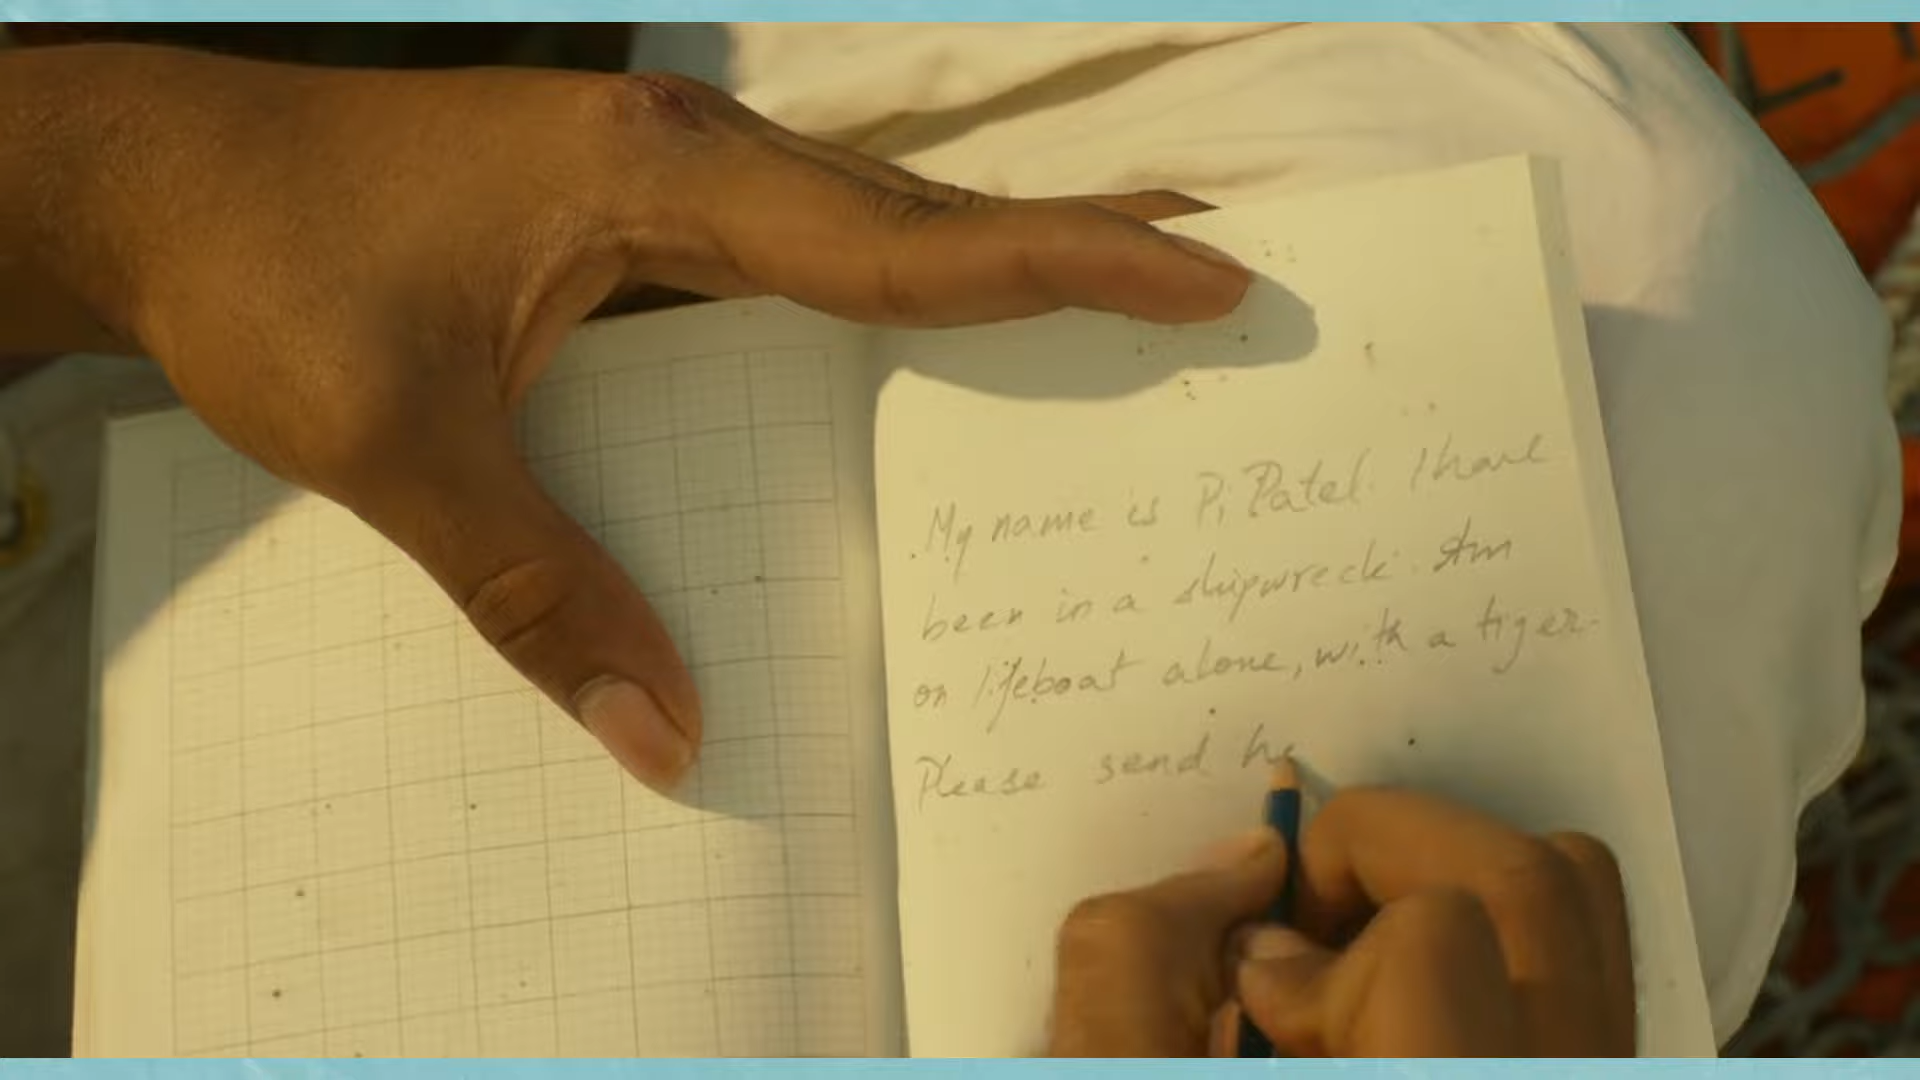 My name is Pi Patel. I have
been in a shipwreck. Am
on lifeboat alone, with a tiger.
Please send he